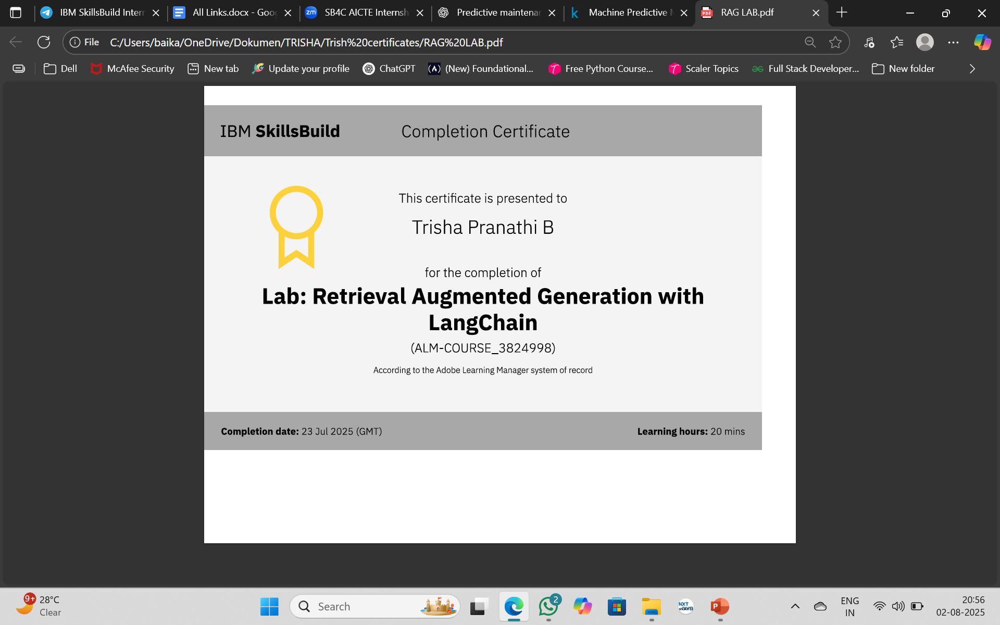 IBM SkillsBuild Intern
All Links.docx - Goog
SB4C AICTE Internsh
Predictive maintenan
Machine Predictive M
RAG LAB.pdf
File C:/Users/baika/OneDrive/Dokumen/TRISHA/Trish%20certificates/RAG%20LAB.pdf
Dell McAfee Security New tab Update your profile ChatGPT (New) Foundational... Free Python Course... Scaler Topics Full Stack Developer... New folder
IBM SkillsBuild Completion Certificate
This certificate is presented to
Trisha Pranathi B
for the completion of
Lab: Retrieval Augmented Generation with
LangChain
(ALM-COURSE_3824998)
According to the Adobe Learning Manager system of record
Completion date: 23 Jul 2025 (GMT) Learning hours: 20 mins
9+ 28°C
Clear
Search
2
NXT
WAVE
ENG
IN
20:56
02-08-2025